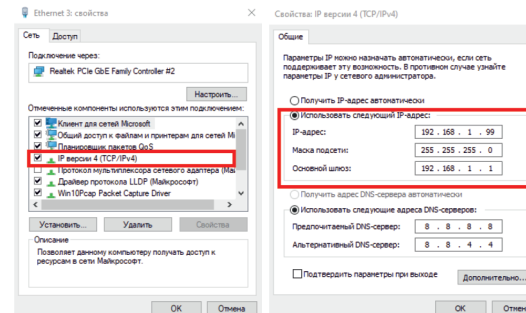 Ethernet 3: свойства
Сеть Доступ
Подключение через:
Realtek PCIe GbE Family Controller #2
Настроить...
Отмеченные компоненты используются этим подключением:
Клиент для сетей Microsoft
Общий доступ к файлам и принтерам для сетей Mi
Планировщик пакетов QoS
IP версии 4 (TCP/IPv4)
Протокол мультиплексора сетевого адаптера (Май
Драйвер протокола LLDP (Майкрософт)
Win10Pcap Packet Capture Driver
Установить... Удалить Свойства
Описание
Позволяет данному компьютеру получать доступ к
ресурсам в сети Майкрософт.
OK Отмена
Свойства: IP версии 4 (TCP/IPv4)
Общие
Параметры IP можно назначать автоматически, если сеть
поддерживает эту возможность. В противном случае узнайте
параметры IP у сетевого администратора.
Получить IP-адрес автоматически
Использовать следующий IP-адрес:
IP-адрес: 192 . 168 . 1 . 99
Маска подсети: 255 . 255 . 255 . 0
Основной шлюз: 192 . 168 . 1 . 1
Получить адрес DNS-сервера автоматически
Использовать следующие адреса DNS-серверов:
Предпочитаемый DNS-сервер: 8 . 8 . 8 . 8
Альтернативный DNS-сервер: 8 . 8 . 4 . 4
Подтвердить параметры при выходе Дополнительно...
OK Отмен